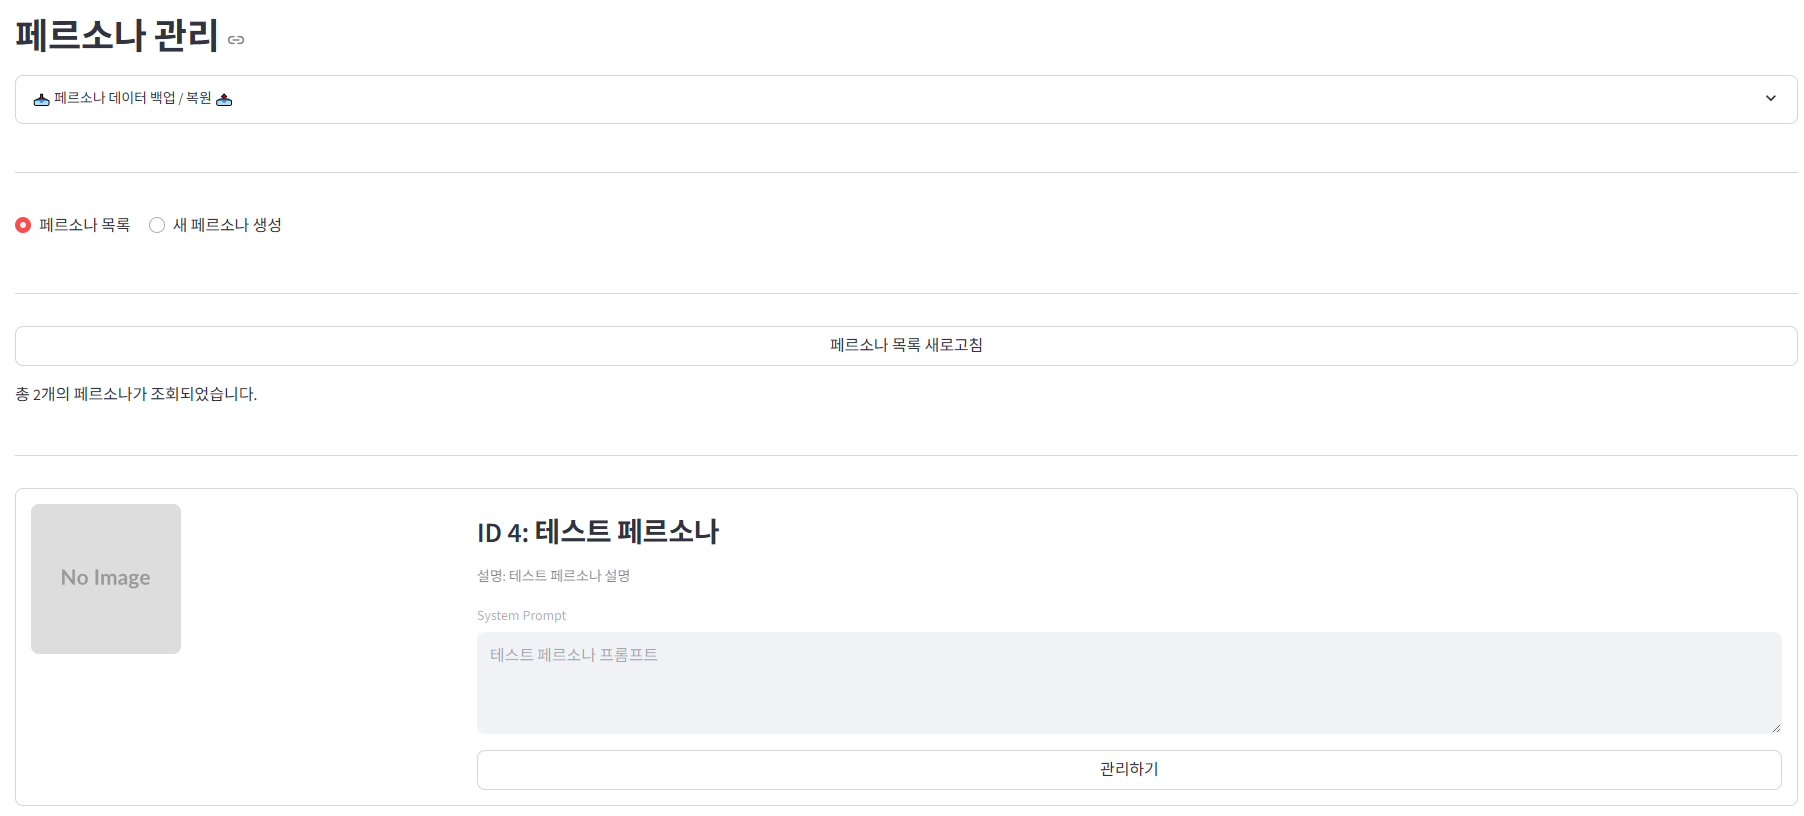 페르소나 관리
페르소나 데이터 백업 / 복원
페르소나 목록 새 페르소나 생성
페르소나 목록 새로고침
총 2개의 페르소나가 조회되었습니다.
No Image
ID 4: 테스트 페르소나
설명: 테스트 페르소나 설명
System Prompt
테스트 페르소나 프롬프트
관리하기